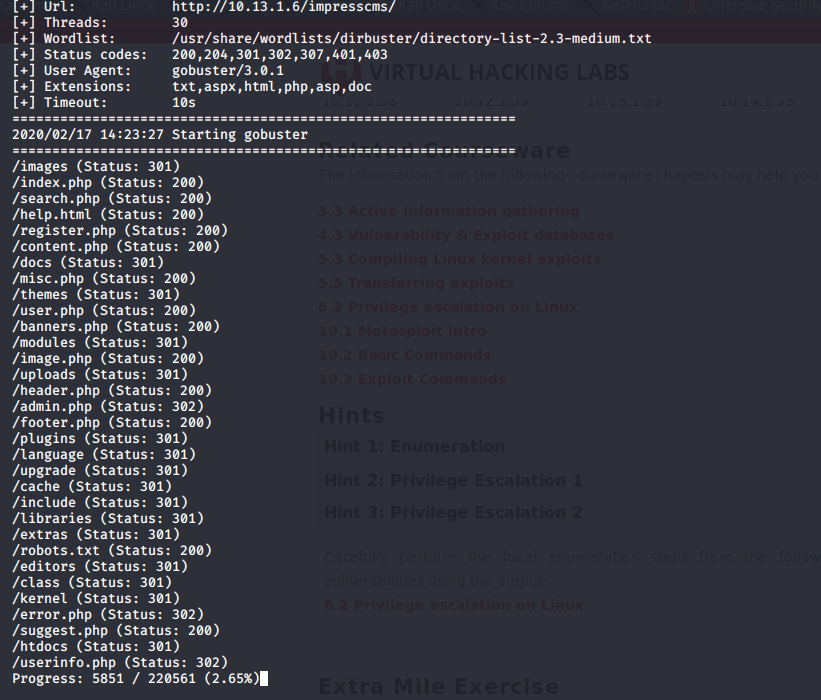 Kali Linux
Kali Docs
Kali Forums
NetHunter
Offensive Security
[+] Url:            http://10.13.1.6/impresscms/
[+] Threads:        30
[+] Wordlist:       /usr/share/wordlists/dirbuster/directory-list-2.3-medium.txt
[+] Status codes:   200,204,301,302,307,401,403
[+] User Agent:     gobuster/3.0.1
[+] Extensions:     txt,aspx,html,php,asp,doc
[+] Timeout:        10s
===============================================================
2020/02/17 14:23:27 Starting gobuster
===============================================================
/images (Status: 301)
/index.php (Status: 200)
/search.php (Status: 200)
/help.html (Status: 200)
/register.php (Status: 200)
/content.php (Status: 200)
/docs (Status: 301)
/misc.php (Status: 200)
/themes (Status: 301)
/user.php (Status: 200)
/banners.php (Status: 200)
/modules (Status: 301)
/image.php (Status: 200)
/uploads (Status: 301)
/header.php (Status: 200)
/admin.php (Status: 302)
/footer.php (Status: 200)
/plugins (Status: 301)
/language (Status: 301)
/upgrade (Status: 301)
/cache (Status: 301)
/include (Status: 301)
/libraries (Status: 301)
/extras (Status: 301)
/robots.txt (Status: 200)
/editors (Status: 301)
/class (Status: 301)
/kernel (Status: 301)
/error.php (Status: 302)
/suggest.php (Status: 200)
/htdocs (Status: 301)
/userinfo.php (Status: 302)
Progress: 5851 / 220561 (2.65%)
VIRTUAL HACKING LABS
Related Courseware
The information from the following courseware chapters may help you
3.3 Active information gathering
4.3 Vulnerability & Exploit databases
5.3 Compiling Linux kernel exploits
5.5 Transferring exploits
6.2 Privilege escalation on Linux
10.1 Metasploit Intro
10.2 Basic Commands
10.3 Exploit Commands
Hints
Hint 1: Enumeration
Hint 2: Privilege Escalation 1
Hint 3: Privilege Escalation 2
Carefully perform the local enumeration steps from the
vulnerabilities using the output:
6.2 Privilege escalation on Linux
Extra Mile Exercise